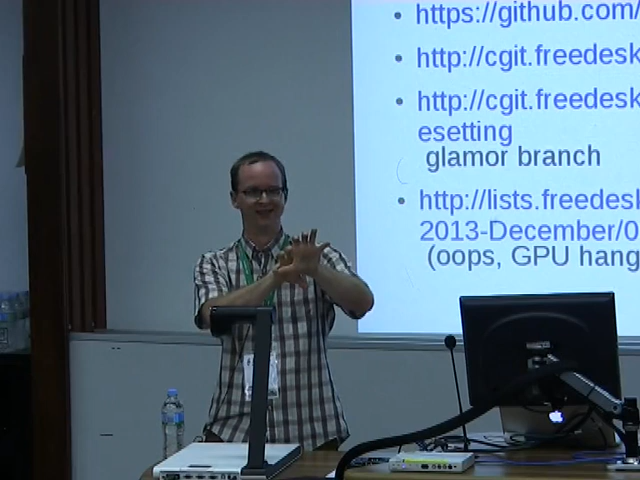 https://github.com/
http://cgit.freedesk
http://cgit.freedesk
esetting
glamor branch
http://lists.freedesk
2013-December/0
(oops, GPU hang